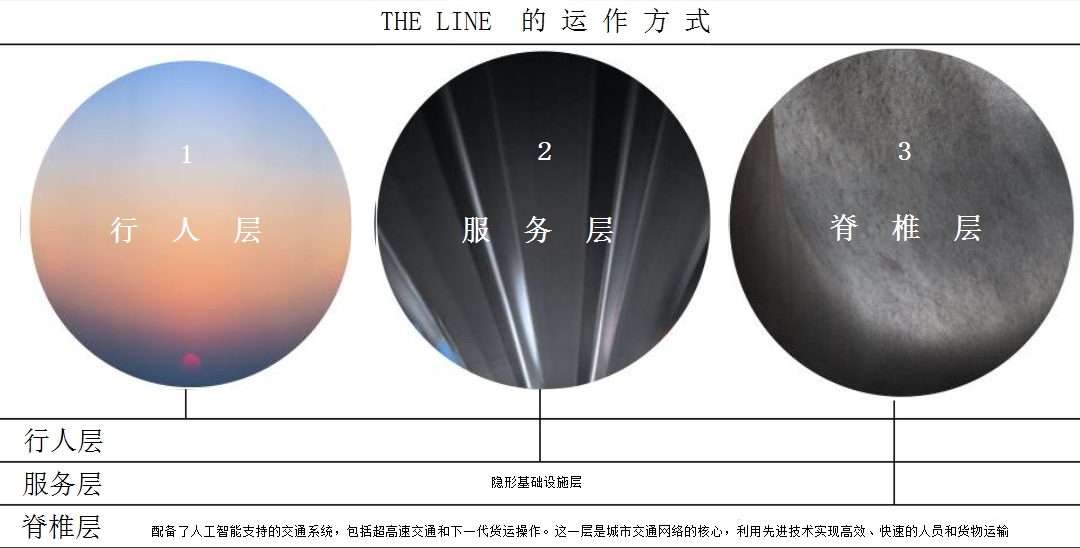 THE LINE 的运作方式
1
行人层
2
服务层
3
脊椎层
行人层
服务层 隐形基础设施层
脊椎层 配备了人工智能支持的交通系统，包括超高速交通和下一代货运操作。这一层是城市交通网络的核心，利用先进技术实现高效、快速的人员和货物运输